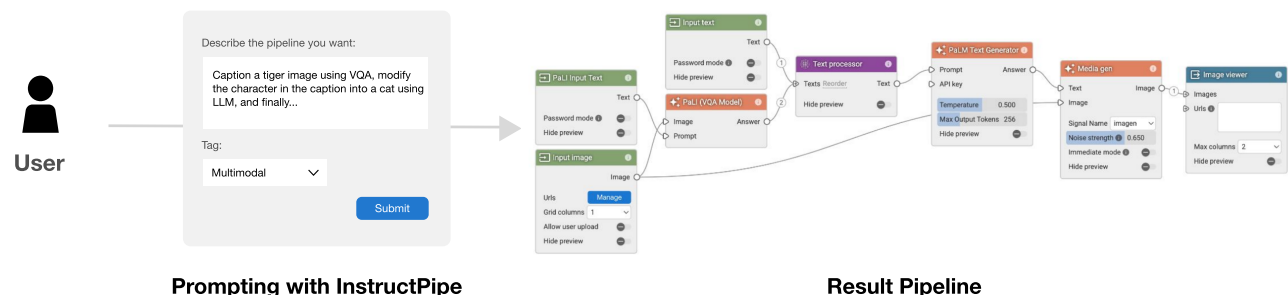 User
Describe the pipeline you want:
Caption a tiger image using VQA, modify
the character in the caption into a cat using
LLM, and finally...
Tag:
Multimodal
Submit
Prompting with InstructPipe
PaLI Input Text
Text
Password mode
Hide preview
Input image
Image
Urls Manage
Grid columns 1
Allow user upload
Hide preview
Input text
Text
Password mode
Hide preview
PaLI (VQA Model)
Image Answer
Prompt
1
2
Text processor
Texts Reorder Text
Hide preview
PaLM Text Generator
Prompt Answer
API key
Temperature 0.500
Max Output Tokens 256
Hide preview
Media gen
Text Image
Image
Signal Name imagen
Noise strength 0.650
Immediate mode
Hide preview
1
Image viewer
Images
Urls
Max columns 2
Hide preview
Result Pipeline